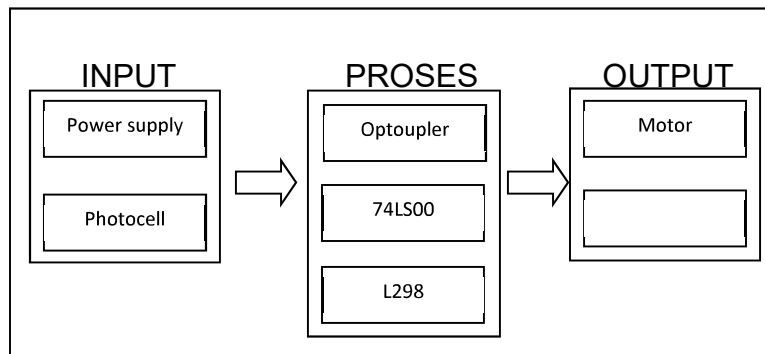 INPUT
Power supply
Photocell
PROSES
Optoupler
74LS00
L298
OUTPUT
Motor